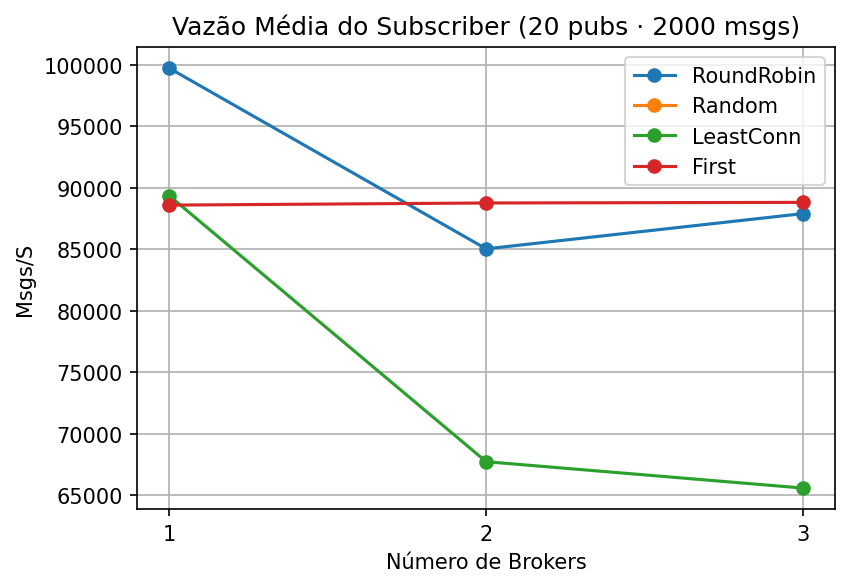 Vazão Média do Subscriber (20 pubs · 2000 msgs)
100000
95000
90000
85000
80000
75000
70000
65000
Msgs/S
RoundRobin
Random
LeastConn
First
1
2
3
Número de Brokers